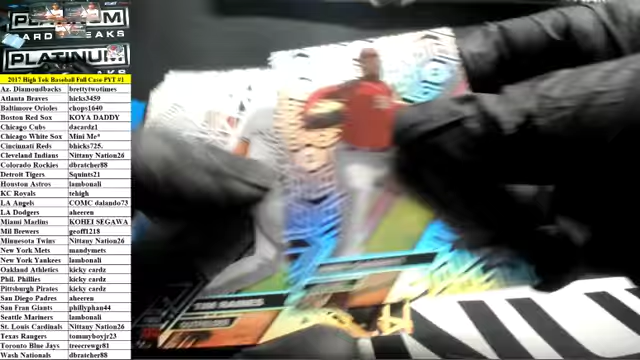 PLATINUM
CARD BREAKS
PLATINUM
2017 High Tek Baseball Full Case PYT #1
Az. Diamondbacks brettytwotimes
Atlanta Braves hicks3459
Baltimore Orioles chops1640
Boston Red Sox KOYA DADDY
Chicago Cubs dacardz1
Chicago White Sox Mini Me*
Cincinnati Reds bhicks725.
Cleveland Indians Nittany Nation26
Colorado Rockies dbratcher88
Detroit Tigers Squints21
Houston Astros lambonali
KC Royals tehigh
LA Angels COMC dalando73
LA Dodgers aheeren
Miami Marlins KOHEI SEGAWA
Mil Brewers geoff1218
Minnesota Twins Nittany Nation26
New York Mets mandymets
New York Yankees lambonali
Oakland Athletics kicky cardz
Phil. Phillies kicky cardz
Pittsburgh Pirates kicky cardz
San Diego Padres aheeren
San Fran Giants phillyphan44
Seattle Mariners lambonali
St. Louis Cardinals Nittany Nation26
Texas Rangers tommyboyjr23
Toronto Blue Jays treecrewgr81
Wash Nationals dbratcher88
TIM RAINES
OUTFIELDER